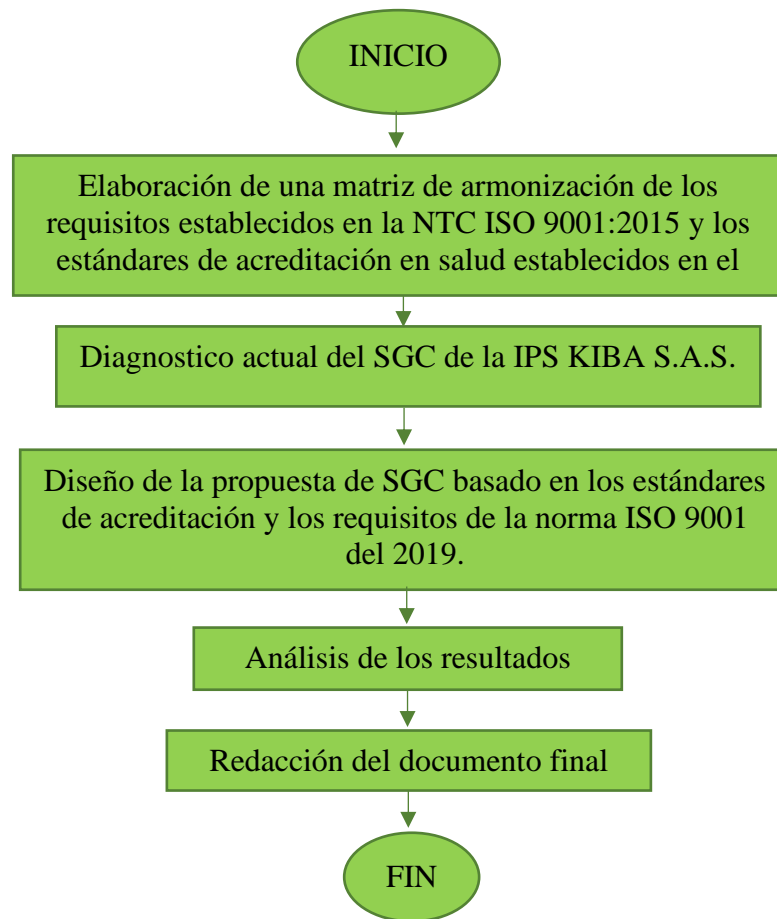 INICIO
Elaboración de una matriz de armonización de los
requisitos establecidos en la NTC ISO 9001:2015 y los
estándares de acreditación en salud establecidos en el
Diagnostico actual del SGC de la IPS KIBA S.A.S.
Diseño de la propuesta de SGC basado en los estándares
de acreditación y los requisitos de la norma ISO 9001
del 2019.
Análisis de los resultados
Redacción del documento final
FIN